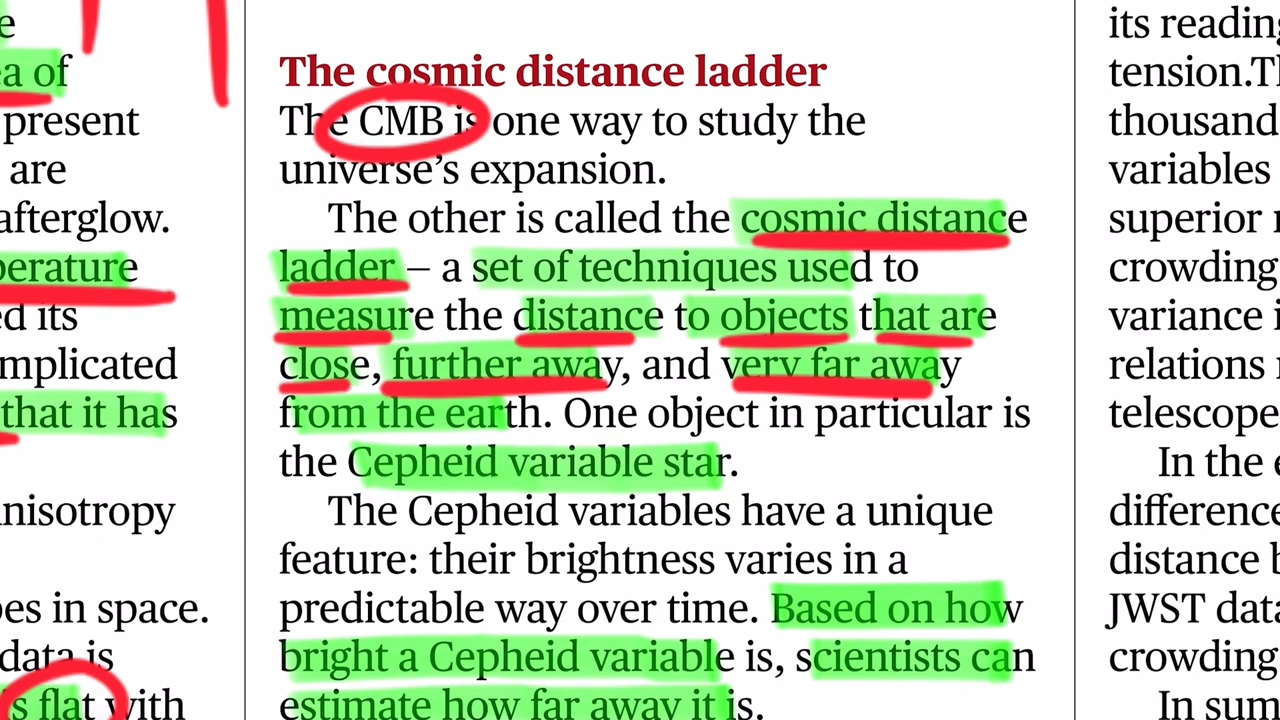 e
ea of
present
are
afterglow.
perature
ed its
mplicated
that it has
anisotropy
pes in space.
data is
's flat with
The cosmic distance ladder
The CMB is one way to study the
universe's expansion.
The other is called the cosmic distance
ladder – a set of techniques used to
measure the distance to objects that are
close, further away, and very far away
from the earth. One object in particular is
the Cepheid variable star.
The Cepheid variables have a unique
feature: their brightness varies in a
predictable way over time. Based on how
bright a Cepheid variable is, scientists can
estimate how far away it is.
its reading
tension.Th
thousand
variables
superior
crowding
variance i
relations
telescope
In the e
difference
distance b
JWST data
crowding
In sum